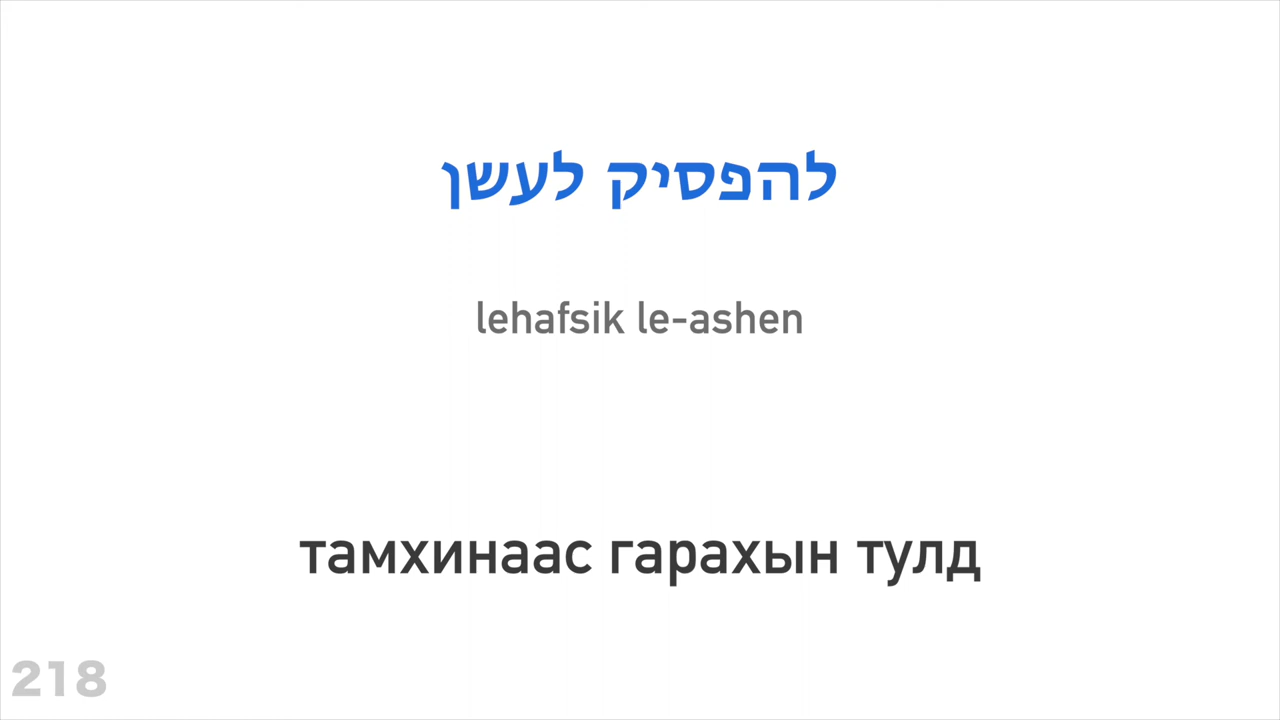 להפסיק לעשן
lehafsik le-ashen
тамхинаас гарахын тулд
218